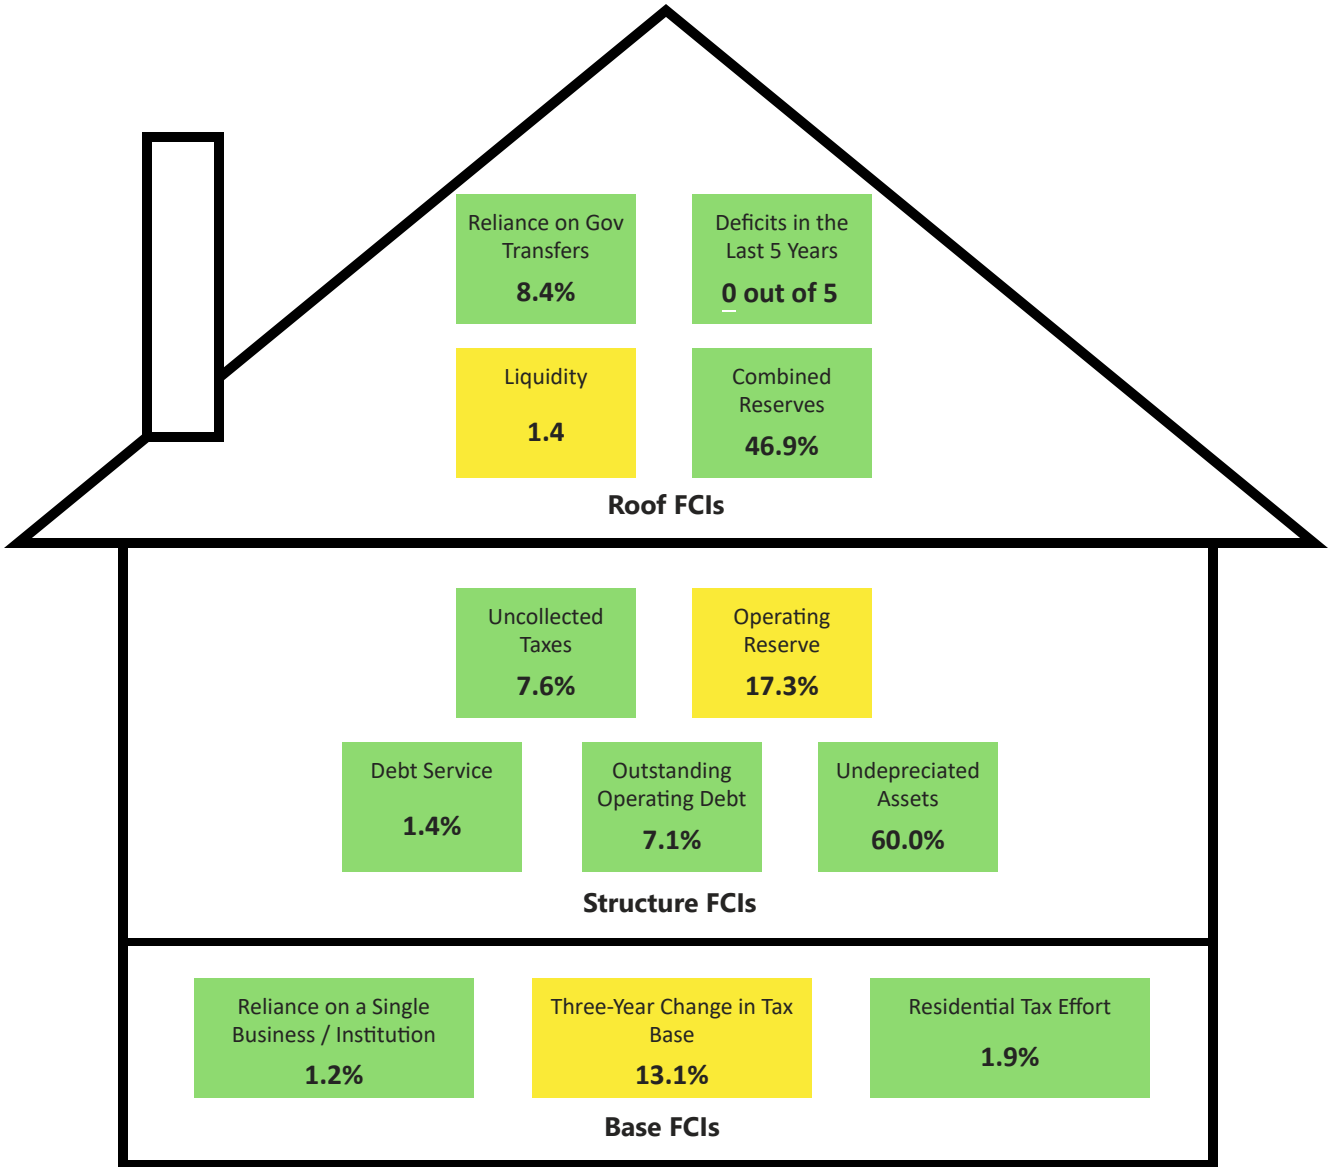 Reliance on Gov
Transfers
8.4%
Deficits in the
Last 5 Years
0 out of 5
Liquidity
1.4
Combined
Reserves
46.9%
Roof FCIs
Uncollected
Taxes
7.6%
Operating
Reserve
17.3%
Debt Service
1.4%
Outstanding
Operating Debt
7.1%
Undepreciated
Assets
60.0%
Structure FCIs
Reliance on a Single
Business / Institution
1.2%
Three-Year Change in Tax
Base
13.1%
Residential Tax Effort
1.9%
Base FCIs